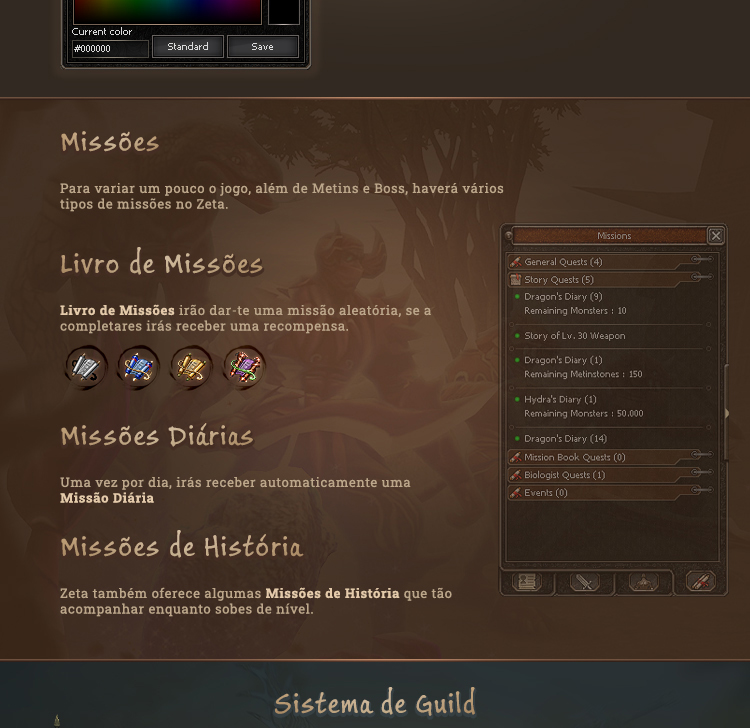 Current color
#000000
Standard
Save
Missões
Para variar um pouco o jogo, além de Metins e Boss, haverá vários
tipos de missões no Zeta.
Livro de Missões
Livro de Missões irão dar-te uma missão aleatória, se a
completares irás receber uma recompensa.
Missões Diárias
Uma vez por dia, irás receber automaticamente uma
Missão Diária
Missões de História
Zeta também oferece algumas Missões de História que tão
acompanhar enquanto sobes de nível.
Missions
General Quests (4)
Story Quests (5)
Dragon's Diary (9)
Remaining Monsters : 10
Story of Lv. 30 Weapon
Dragon's Diary (1)
Remaining Metinstones : 150
Hydra's Diary (1)
Remaining Monsters : 50.000
Dragon's Diary (14)
Mission Book Quests (0)
Biologist Quests (1)
Events (0)
Sistema de Guild